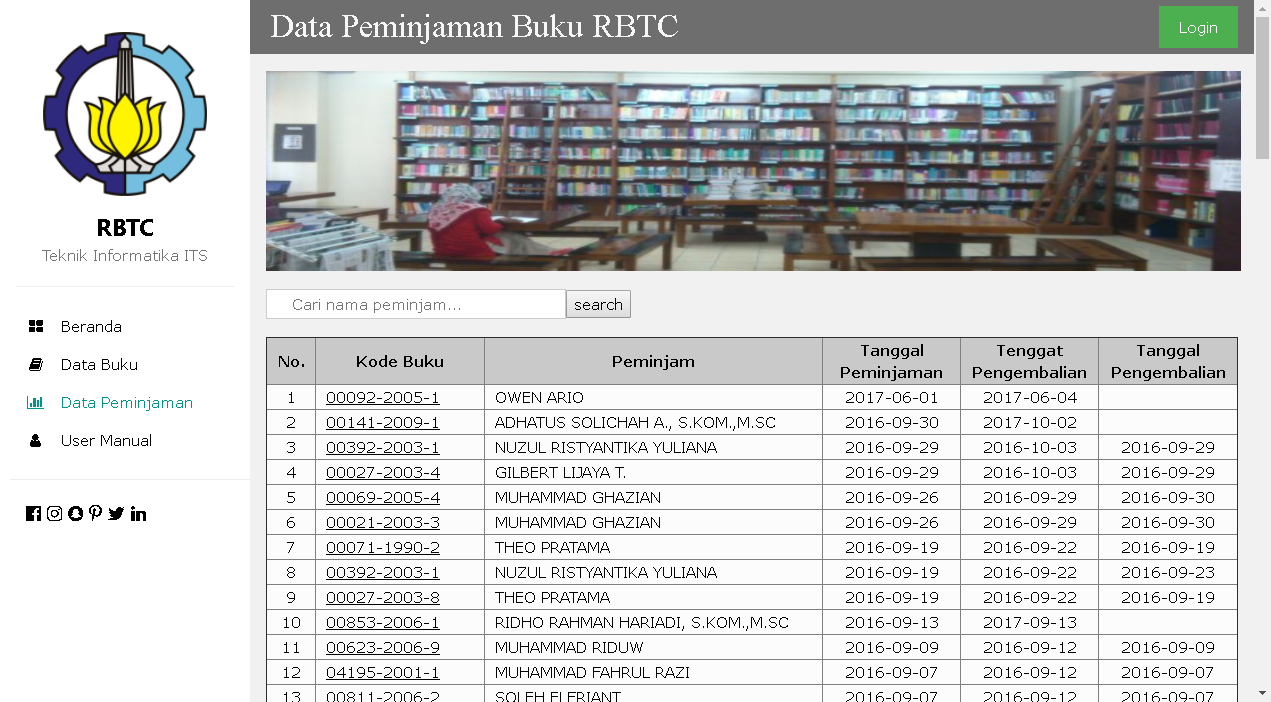 Data Peminjaman Buku RBTC
Login
RBTC
Teknik Informatika ITS
Beranda
Data Buku
Data Peminjaman
User Manual
Cari nama peminjam...
search
No. Kode Buku Peminjam Tanggal Peminjaman Tenggat Pengembalian Tanggal Pengembalian
1 00092-2005-1 OWEN ARIO 2017-06-01 2017-06-04
2 00141-2009-1 ADHATUS SOLICHAH A., S.KOM.,M.SC 2016-09-30 2017-10-02
3 00392-2003-1 NUZUL RISTYANTIKA YULIANA 2016-09-29 2016-10-03 2016-09-29
4 00027-2003-4 GILBERT LIJAYA T. 2016-09-29 2016-10-03 2016-09-29
5 00069-2005-4 MUHAMMAD GHAZIAN 2016-09-26 2016-09-29 2016-09-30
6 00021-2003-3 MUHAMMAD GHAZIAN 2016-09-26 2016-09-29 2016-09-30
7 00071-1990-2 THEO PRATAMA 2016-09-19 2016-09-22 2016-09-19
8 00392-2003-1 NUZUL RISTYANTIKA YULIANA 2016-09-19 2016-09-22 2016-09-23
9 00027-2003-8 THEO PRATAMA 2016-09-19 2016-09-22 2016-09-19
10 00853-2006-1 RIDHO RAHMAN HARIADI, S.KOM.,M.SC 2016-09-13 2017-09-13
11 00623-2006-9 MUHAMMAD RIDUW 2016-09-09 2016-09-12 2016-09-09
12 04195-2001-1 MUHAMMAD FAHRUL RAZI 2016-09-07 2016-09-12 2016-09-07
13 00811-2006-2 SOLEH ELFRIANT 2016-09-07 2016-09-12 2016-09-07